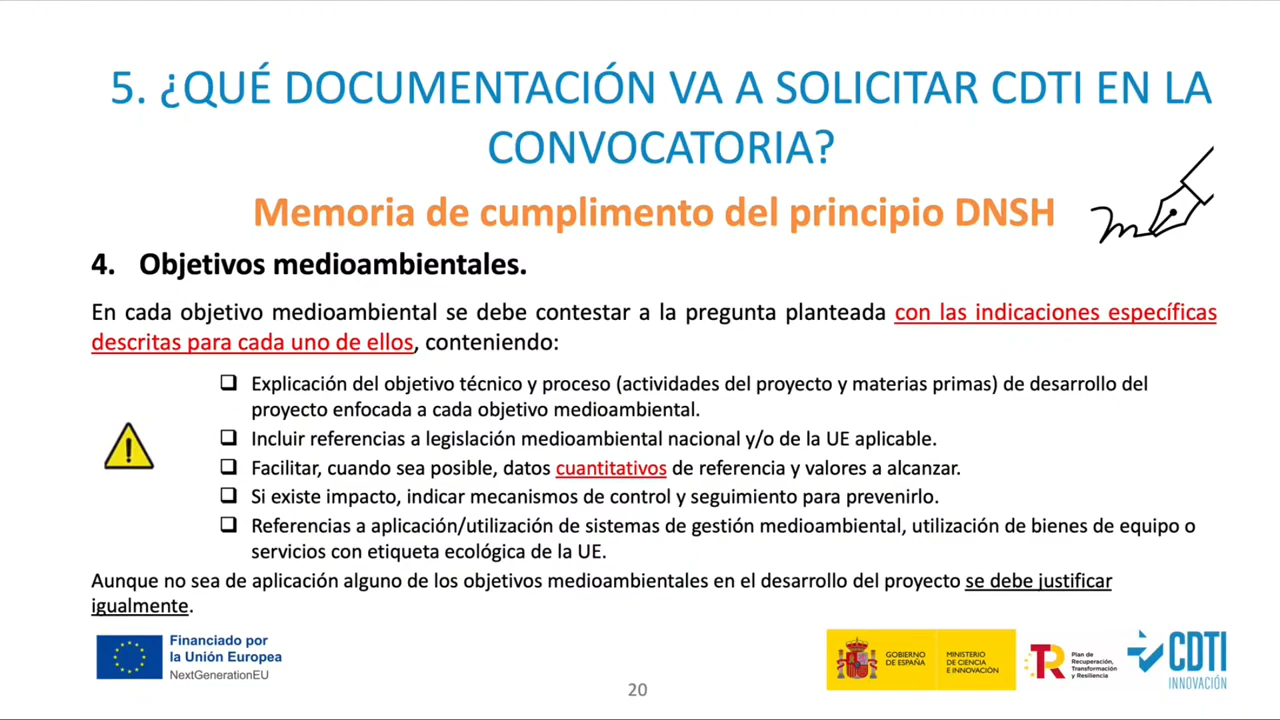 5. ¿QUÉ DOCUMENTACIÓN VA A SOLICITAR CDTI EN LA
CONVOCATORIA?
Memoria de cumplimento del principio DNSH
4. Objetivos medioambientales.
En cada objetivo medioambiental se debe contestar a la pregunta planteada con las indicaciones específicas
descritas para cada uno de ellos, conteniendo:
Explicación del objetivo técnico y proceso (actividades del proyecto y materias primas) de desarrollo del
proyecto enfocada a cada objetivo medioambiental.
Incluir referencias a legislación medioambiental nacional y/o de la UE aplicable.
Facilitar, cuando sea posible, datos cuantitativos de referencia y valores a alcanzar.
Si existe impacto, indicar mecanismos de control y seguimiento para prevenirlo.
Referencias a aplicación/utilización de sistemas de gestión medioambiental, utilización de bienes de equipo o
servicios con etiqueta ecológica de la UE.
Aunque no sea de aplicación alguno de los objetivos medioambientales en el desarrollo del proyecto se debe justificar
igualmente.
Financiado por
la Unión Europea
NextGenerationEU
GOBIERNO
DE ESPAÑA
MINISTERIO
DE CIENCIA
E INNOVACIÓN
TR
Plan de
Recuperación,
Transformación
y Resiliencia
CDTI
INNOVACIÓN
20